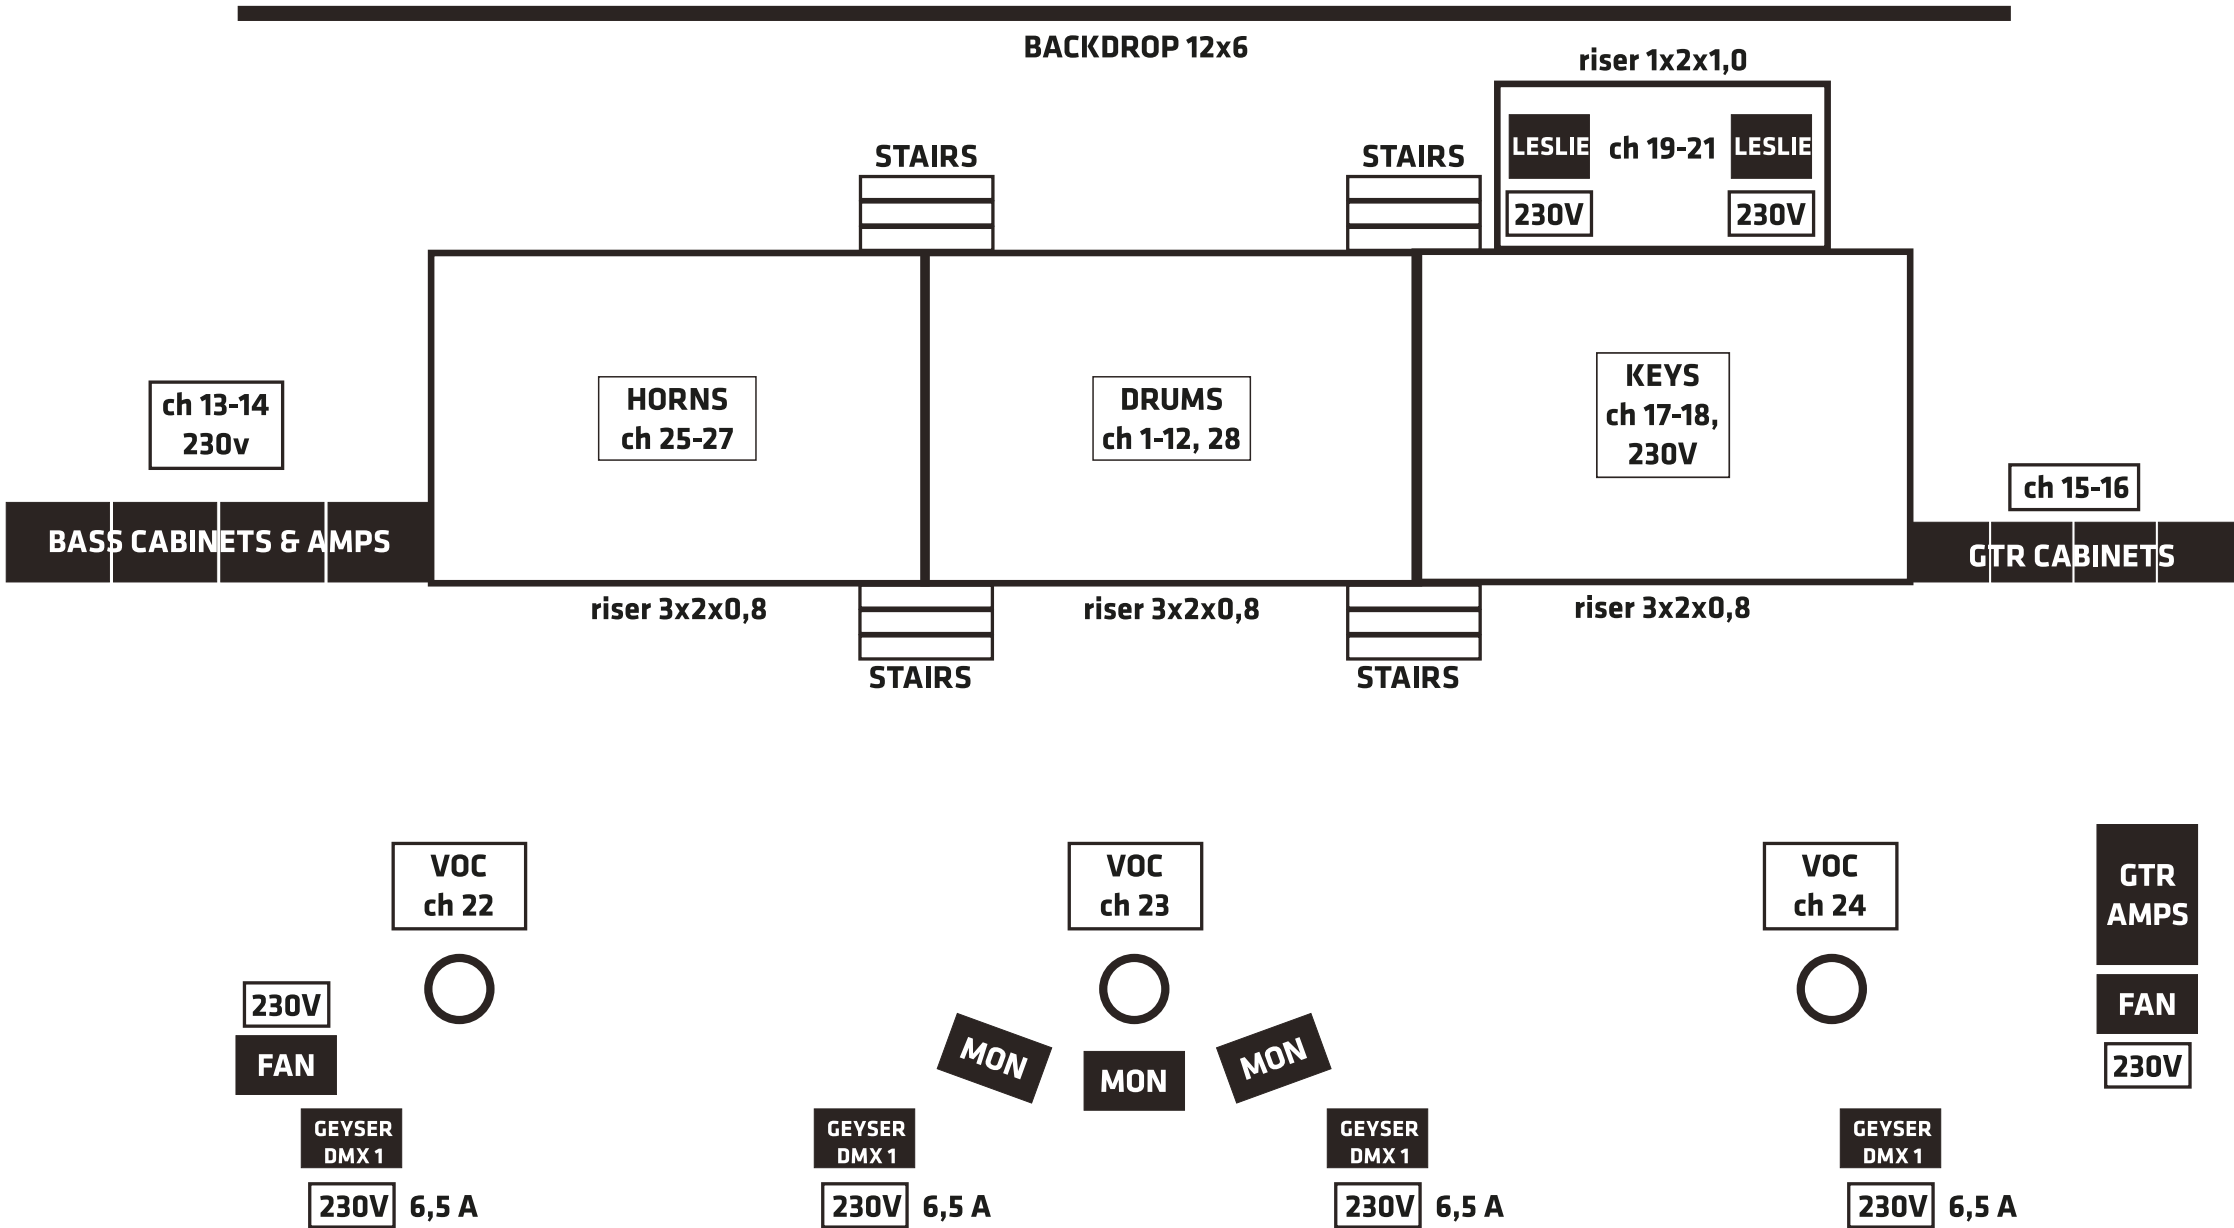 BACKDROP 12x6
riser 1x2x1,0
LESLIE
ch 19-21
LESLIE
230V
230V
STAIRS
STAIRS
HORNS
ch 25-27
DRUMS
ch 1-12, 28
KEYS
ch 17-18,
230V
ch 13-14
230v
ch 15-16
BASS CABINETS & AMPS
GTR CABINETS
riser 3x2x0,8
riser 3x2x0,8
riser 3x2x0,8
STAIRS
STAIRS
VOC
ch 22
VOC
ch 23
VOC
ch 24
GTR
AMPS
230V
FAN
FAN
230V
MON
MON
MON
GEYSER
DMX 1
GEYSER
DMX 1
GEYSER
DMX 1
GEYSER
DMX 1
230V 6,5 A
230V 6,5 A
230V 6,5 A
230V 6,5 A